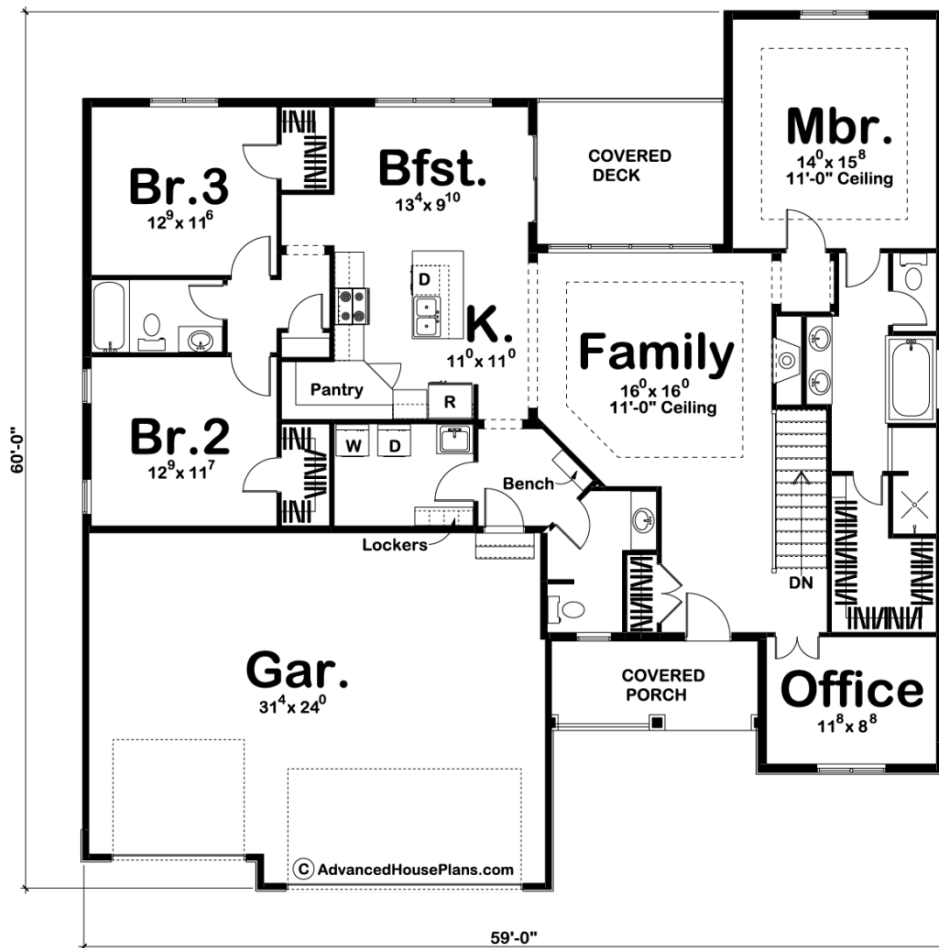 Mbr.
14⁰ x 15⁸
11'-0" Ceiling
Br.3
12⁹ x 11⁶
Bfst.
13⁴ x 9¹⁰
COVERED
DECK
D
K.
11⁰ x 11⁰
Family
16⁰ x 16⁰
11'-0" Ceiling
Pantry
R
Br.2
12⁹ x 11⁷
W
D
Bench
Lockers
DN
60'-0"
Gar.
31⁴ x 24⁰
COVERED
PORCH
Office
11⁸ x 8⁸
© AdvancedHousePlans.com
59'-0"